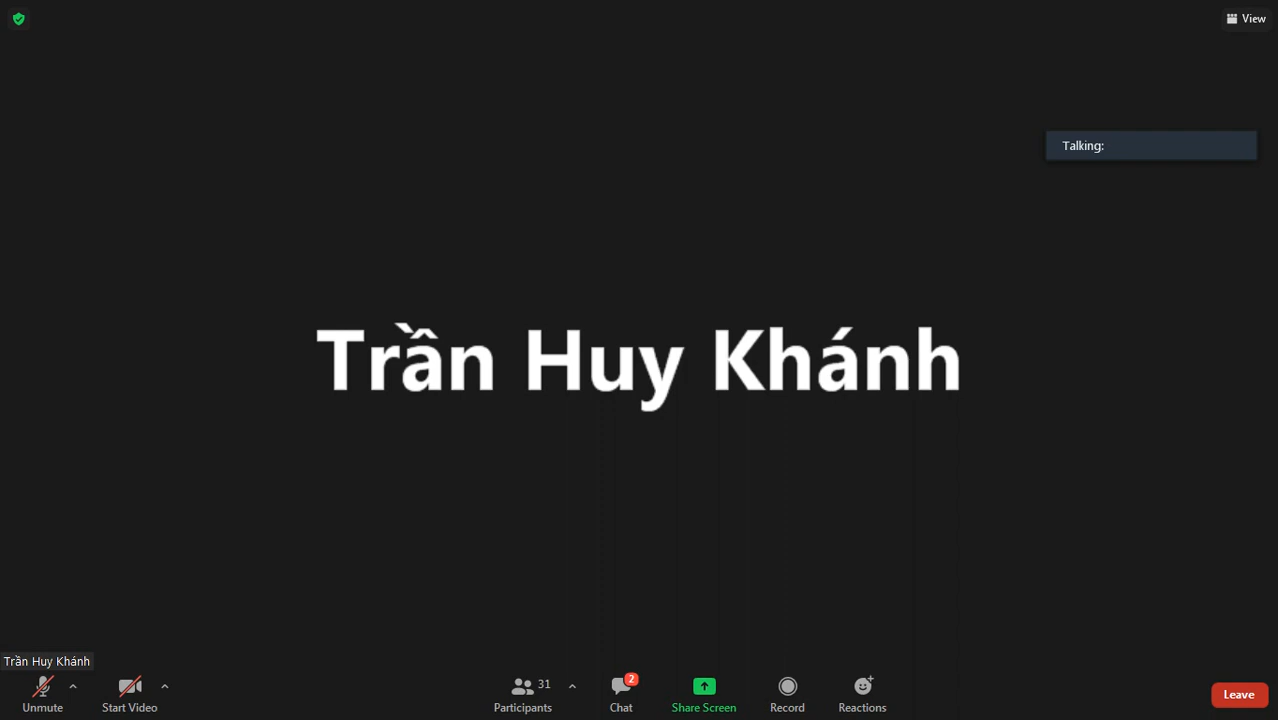 View
Talking:
Trần Huy Khánh
Trần Huy Khánh
Unmute
Start Video
31
Participants
2
Chat
Share Screen
Record
Reactions
Leave